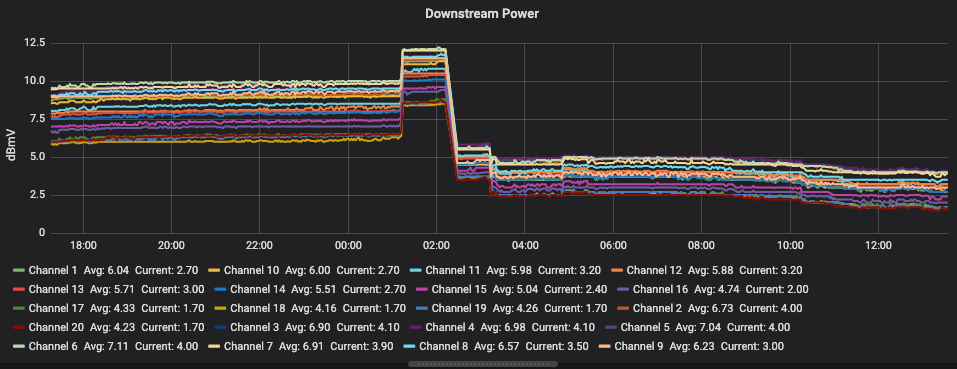 Downstream Power
12.5
10.0
7.5
5.0
2.5
0
dBmV
18:00 20:00 22:00 00:00 02:00 04:00 06:00 08:00 10:00 12:00
Channel 1 Avg: 6.04 Current: 2.70 Channel 10 Avg: 6.00 Current: 2.70 Channel 11 Avg: 5.98 Current: 3.20 Channel 12 Avg: 5.88 Current: 3.20
Channel 13 Avg: 5.71 Current: 3.00 Channel 14 Avg: 5.51 Current: 2.70 Channel 15 Avg: 5.04 Current: 2.40 Channel 16 Avg: 4.74 Current: 2.00
Channel 17 Avg: 4.33 Current: 1.70 Channel 18 Avg: 4.16 Current: 1.70 Channel 19 Avg: 4.26 Current: 1.70 Channel 2 Avg: 6.73 Current: 4.00
Channel 20 Avg: 4.23 Current: 1.70 Channel 3 Avg: 6.90 Current: 4.10 Channel 4 Avg: 6.98 Current: 4.10 Channel 5 Avg: 7.04 Current: 4.00
Channel 6 Avg: 7.11 Current: 4.00 Channel 7 Avg: 6.91 Current: 3.90 Channel 8 Avg: 6.57 Current: 3.50 Channel 9 Avg: 6.23 Current: 3.00